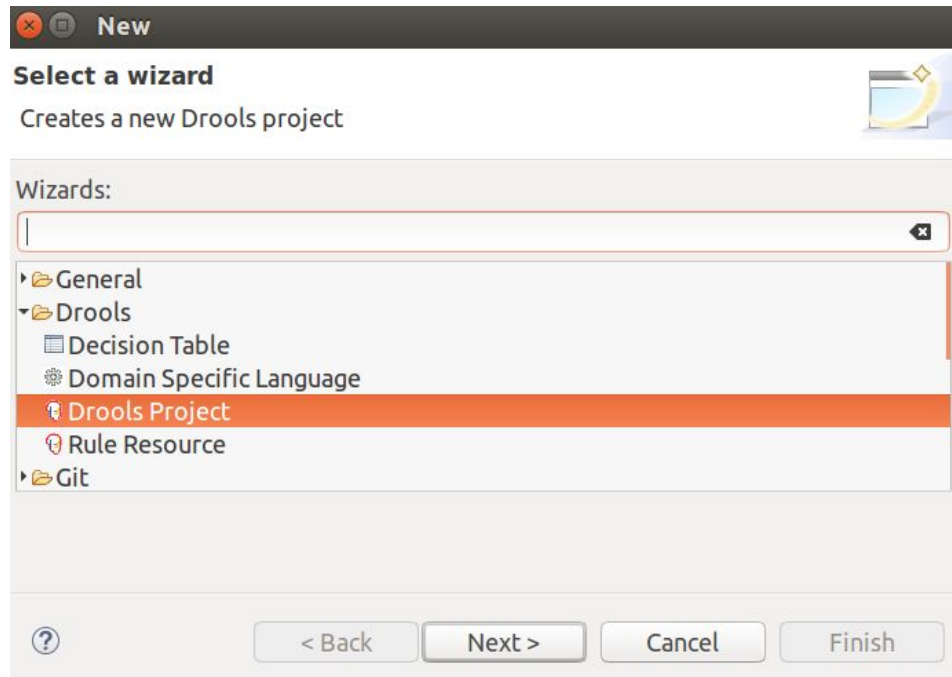 New
Select a wizard
Creates a new Drools project
Wizards:
General
Drools
Decision Table
Domain Specific Language
Drools Project
Rule Resource
Git
? < Back Next > Cancel Finish